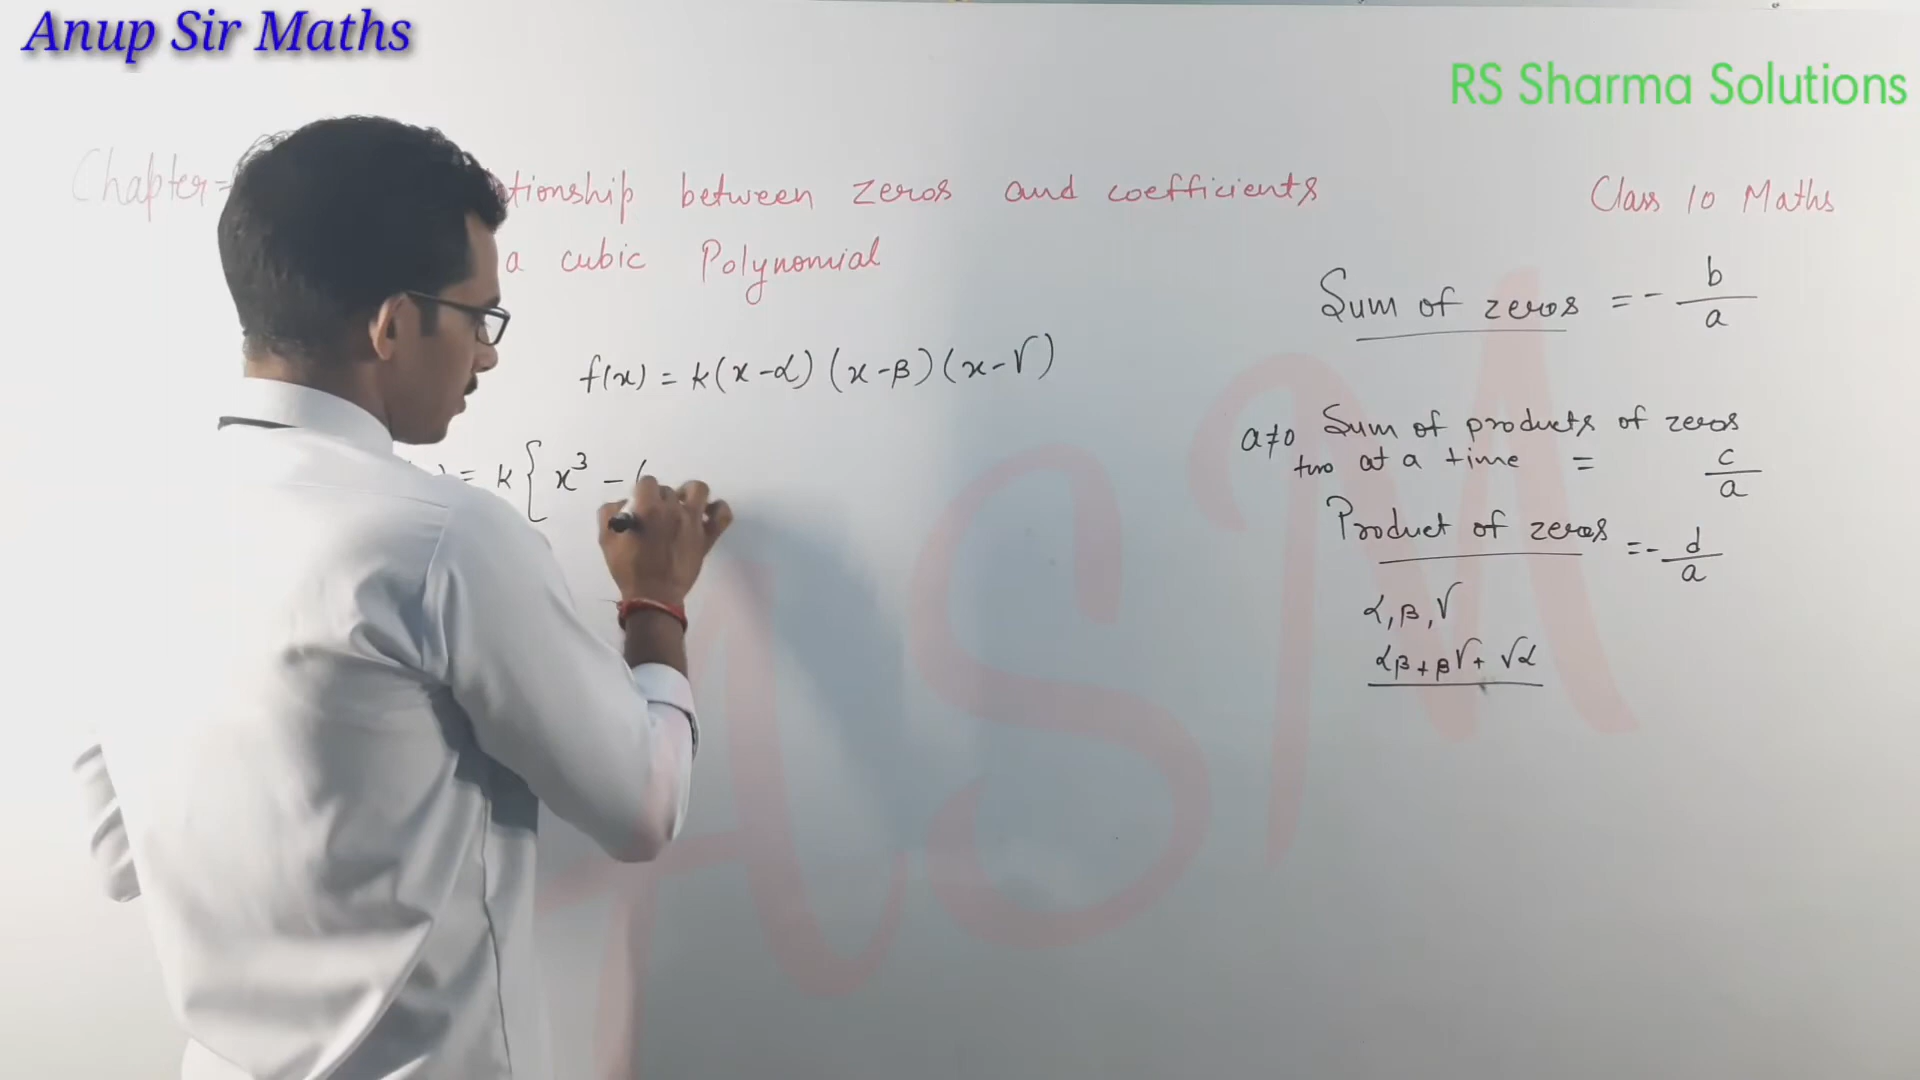 Anup Sir Maths
RS Sharma Solutions
Chapter= tionship between zeros and coefficients
a cubic Polynomial
Class 10 Maths
f(x) = k(x-α) (x-β) (x-γ)
= k{ x³ - (
Sum of zeros = - b/a
a≠0 Sum of products of zeros
two at a time = c/a
Product of zeros = - d/a
α, β, γ
αβ + βγ + γα
ASM